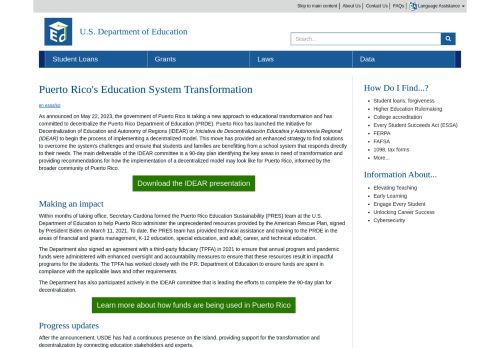 Skip to main content | About Us | Contact Us | FAQs | Language Assistance
U.S. Department of Education
Search...
Student Loans
Grants
Laws
Data
Puerto Rico's Education System Transformation
en español
As announced on May 22, 2023, the government of Puerto Rico is taking a new approach to educational transformation and has
committed to decentralize the Puerto Rico Department of Education (PRDE). Puerto Rico has launched the Initiative for
Decentralization of Education and Autonomy of Regions (IDEAR) or Iniciativa de Descentralización Educativa y Autonomía Regional
(IDEAR) to begin the process of implementing a decentralized model. This move has provided an enhanced strategy to find solutions
to overcome the system's challenges and ensure that students and families are benefitting from a school system that responds directly
to their needs. The main deliverable of the IDEAR committee is a 90-day plan identifying the key areas in need of transformation and
providing recommendations for how the implementation of a decentralized model may look like for Puerto Rico, informed by the
broader community of Puerto Rico.
Download the IDEAR presentation
Making an impact
Within months of taking office, Secretary Cardona formed the Puerto Rico Education Sustainability (PRES) team at the U.S.
Department of Education to help Puerto Rico administer the unprecedented resources provided by the American Rescue Plan, signed
by President Biden on March 11, 2021. To date, the PRES team has provided technical assistance and training to the PRDE in the
areas of financial and grants management, K-12 education, special education, and adult, career, and technical education.
The Department also signed an agreement with a third-party fiduciary (TPFA) in 2021 to ensure that annual program and pandemic
funds were administered with enhanced oversight and accountability measures to ensure that these resources result in impactful
programs for the students. The TPFA has worked closely with the P.R. Department of Education to ensure funds are spent in
compliance with the applicable laws and other requirements.
The Department has also participated actively in the IDEAR committee that is leading the efforts to complete the 90-day plan for
decentralization.
Learn more about how funds are being used in Puerto Rico
Progress updates
After the announcement, USDE has had a continuous presence on the Island, providing support for the transformation and
decentralization by connecting education stakeholders and experts.
How Do I Find...?
Student loans, forgiveness
Higher Education Rulemaking
College accreditation
Every Student Succeeds Act (ESSA)
FERPA
FAFSA
1098, tax forms
More...
Information About...
Elevating Teaching
Early Learning
Engage Every Student
Unlocking Career Success
Cybersecurity